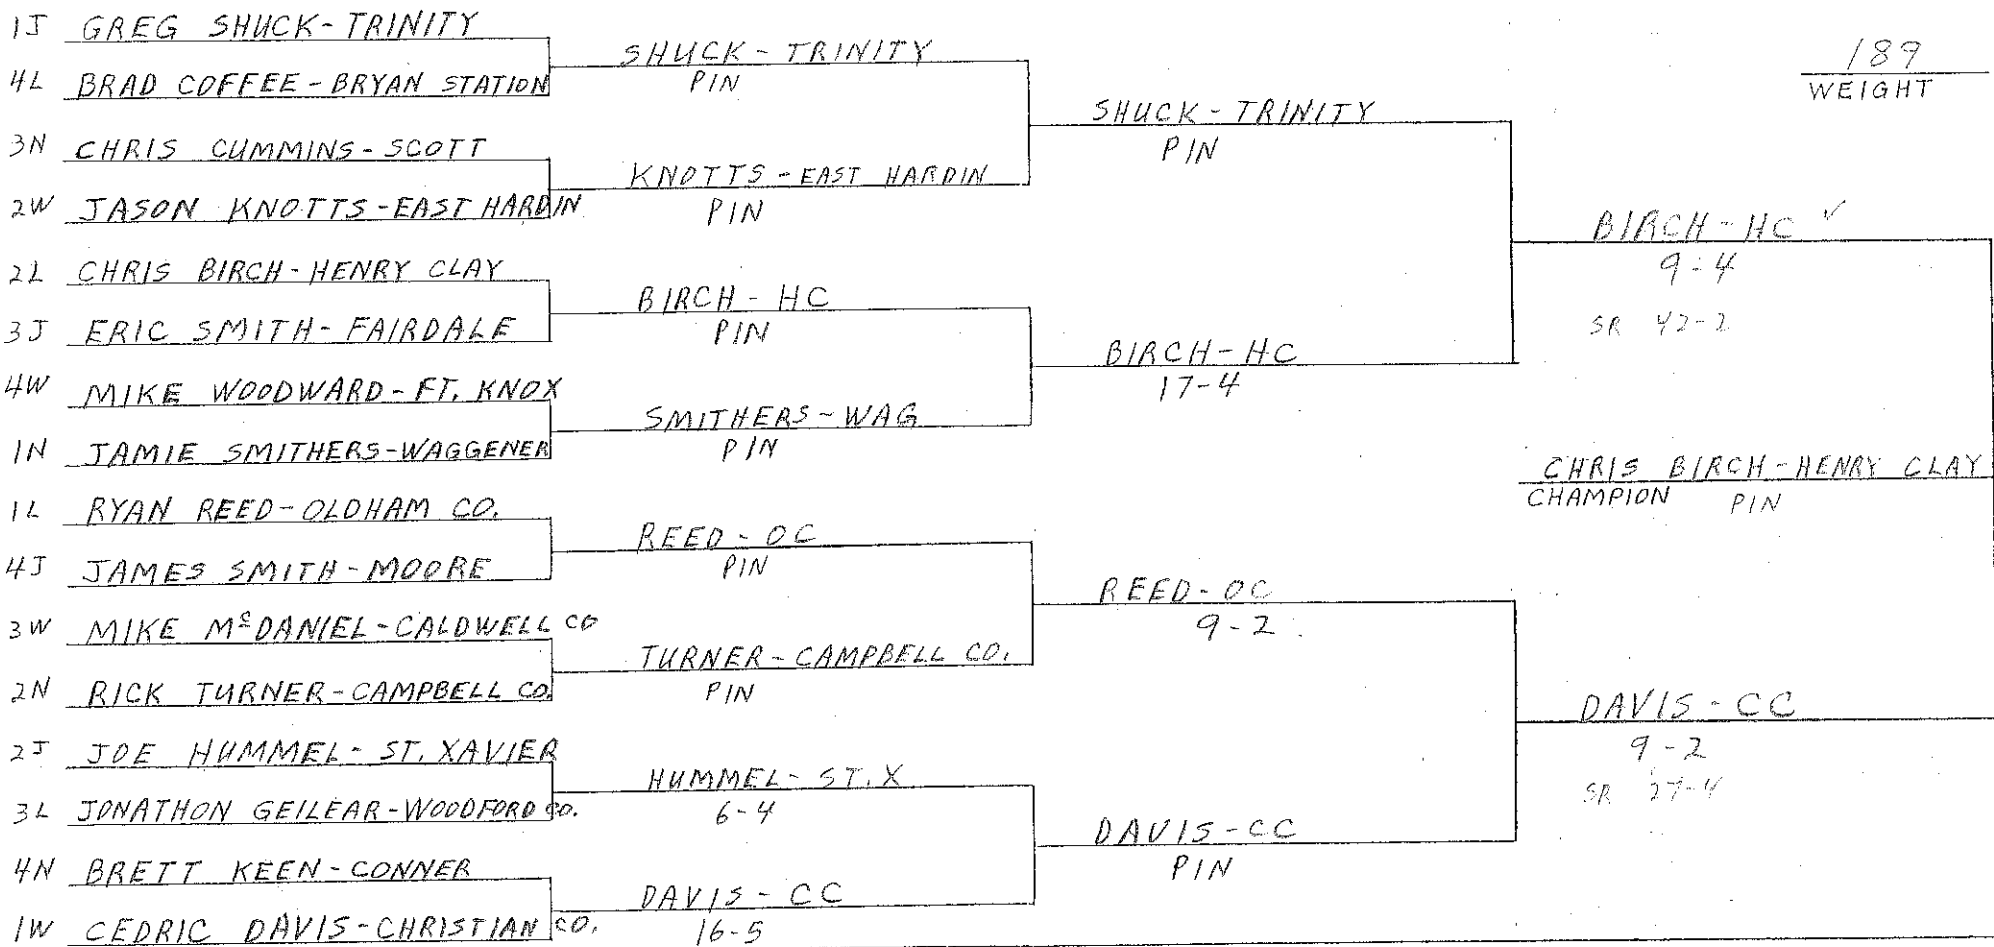 1J GREG SHUCK-TRINITY
4L BRAD COFFEE-BRYAN STATION
3N CHRIS CUMMINS-SCOTT
2W JASON KNOTTS-EAST HARDIN
2L CHRIS BIRCH-HENRY CLAY
3J ERIC SMITH-FAIRDALE
4W MIKE WOODWARD-FT. KNOX
1N JAMIE SMITHERS-WAGGENER
1L RYAN REED-OLDHAM CO.
4J JAMES SMITH-MOORE
3W MIKE McDANIEL-CALDWELL CO
2N RICK TURNER-CAMPBELL CO.
2J JOE HUMMEL-ST. XAVIER
3L JONATHON GEILEAR-WOODFORD CO.
4N BRETT KEEN-CONNER
1W CEDRIC DAVIS-CHRISTIAN CO.
SHUCK-TRINITY
PIN
KNOTTS-EAST HARDIN
PIN
BIRCH-HC
PIN
SMITHERS-WAG
PIN
REED-OC
PIN
TURNER-CAMPBELL CO.
PIN
HUMMEL-ST. X
6-4
DAVIS-CC
16-5
SHUCK-TRINITY
PIN
BIRCH-HC
17-4
REED-OC
9-2
DAVIS-CC
PIN
BIRCH-HC ✓
9-4
SR 42-2
DAVIS-CC
9-2
SR 27-4
CHRIS BIRCH-HENRY CLAY
CHAMPION PIN
189
WEIGHT